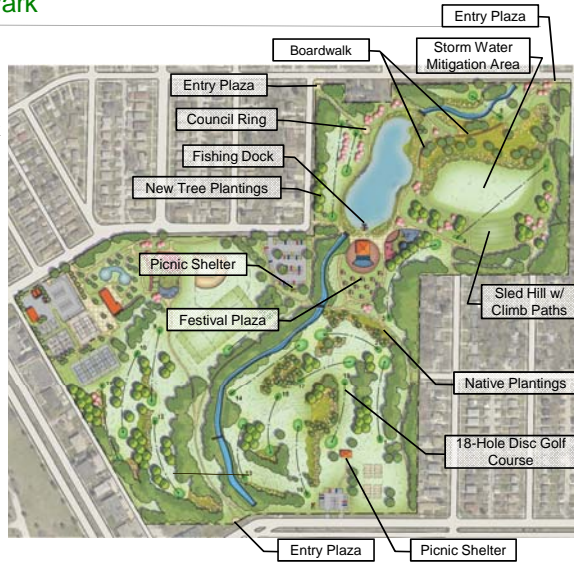 Park
Entry Plaza
Boardwalk
Storm Water
Mitigation Area
Entry Plaza
Council Ring
Fishing Dock
New Tree Plantings
Picnic Shelter
Festival Plaza
Sled Hill w/
Climb Paths
Native Plantings
18-Hole Disc Golf
Course
Entry Plaza
Picnic Shelter